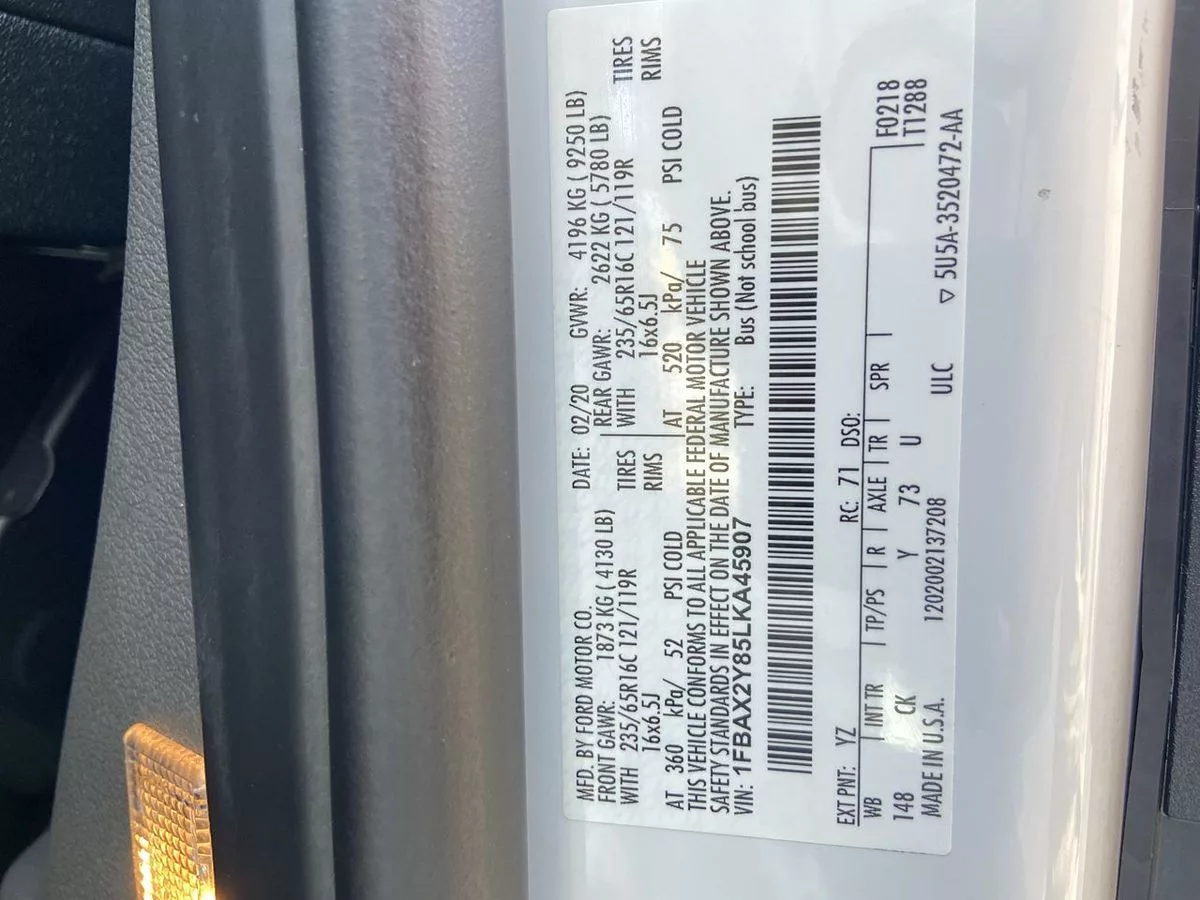 MFD. BY FORD MOTOR CO. DATE: 02/20 GVWR: 4196 KG ( 9250 LB)
FRONT GAWR: 1873 KG ( 4130 LB) REAR GAWR: 2622 KG ( 5780 LB)
WITH 235/65R16C 121/119R TIRES WITH 235/65R16C 121/119R TIRES
16x6.5J RIMS 16x6.5J RIMS
AT 360 kPa/ 52 PSI COLD AT 520 kPa/ 75 PSI COLD
THIS VEHICLE CONFORMS TO ALL APPLICABLE FEDERAL MOTOR VEHICLE
SAFETY STANDARDS IN EFFECT ON THE DATE OF MANUFACTURE SHOWN ABOVE.
VIN: 1FBAX2Y85LKA45907 TYPE: Bus (Not school bus)
EXT PNT: YZ RC: 71 DSO:
WB INT TR TP/PS R AXLE TR SPR F0218
148 CK Y 73 U T1288
MADE IN U.S.A. 1202002137208 ULC ▽ 5U5A-3520472-AA